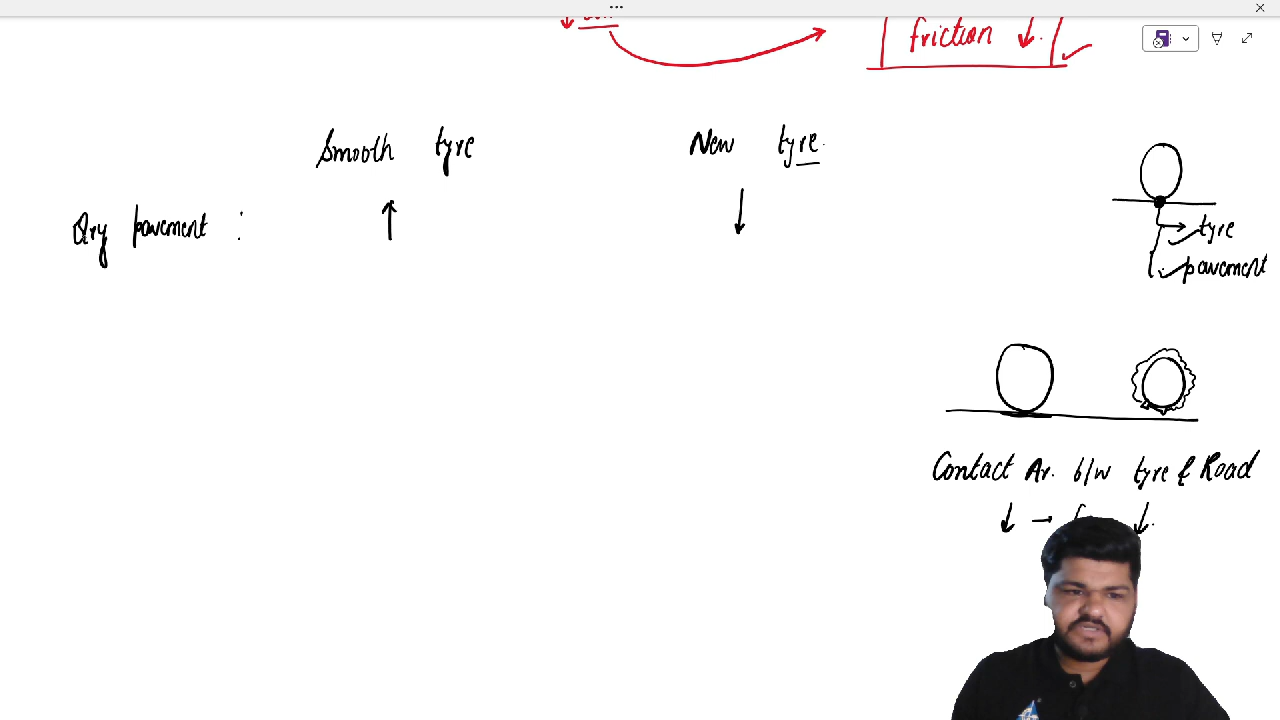 friction ↓.
Smooth tyre New tyre.
Dry pavement : ↑ ↓
tyre
pavement
Contact Ar. b/w tyre & Road
↓ → ↓.